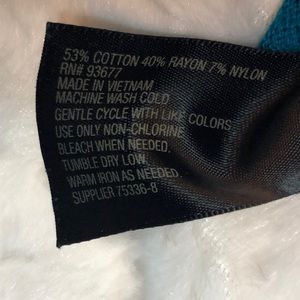 53% COTTON 40% RAYON 7% NYLON
RN# 93677
MADE IN VIETNAM
MACHINE WASH COLD
GENTLE CYCLE WITH LIKE COLORS
USE ONLY NON-CHLORINE
BLEACH WHEN NEEDED.
TUMBLE DRY LOW.
WARM IRON AS NEEDED.
SUPPLIER 75336-8